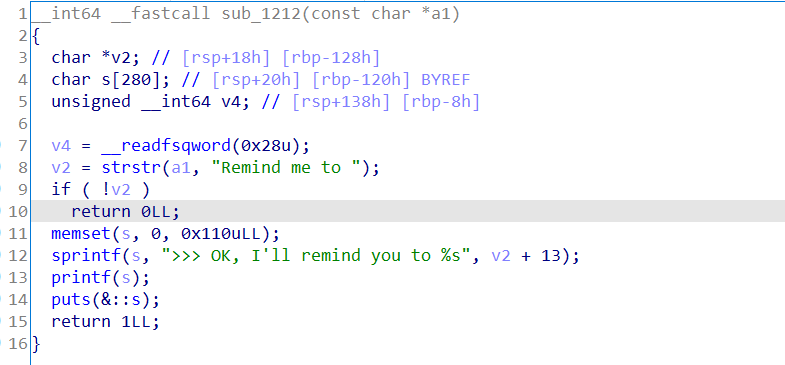 1 __int64 __fastcall sub_1212(const char *a1)
2 {
3 char *v2; // [rsp+18h] [rbp-128h]
4 char s[280]; // [rsp+20h] [rbp-120h] BYREF
5 unsigned __int64 v4; // [rsp+138h] [rbp-8h]
6
7 v4 = __readfsqword(0x28u);
8 v2 = strstr(a1, "Remind me to ");
9 if ( !v2 )
10 return 0LL;
11 memset(s, 0, 0x110uLL);
12 sprintf(s, ">>> OK, I'll remind you to %s", v2 + 13);
13 printf(s);
14 puts(&::s);
15 return 1LL;
16 }